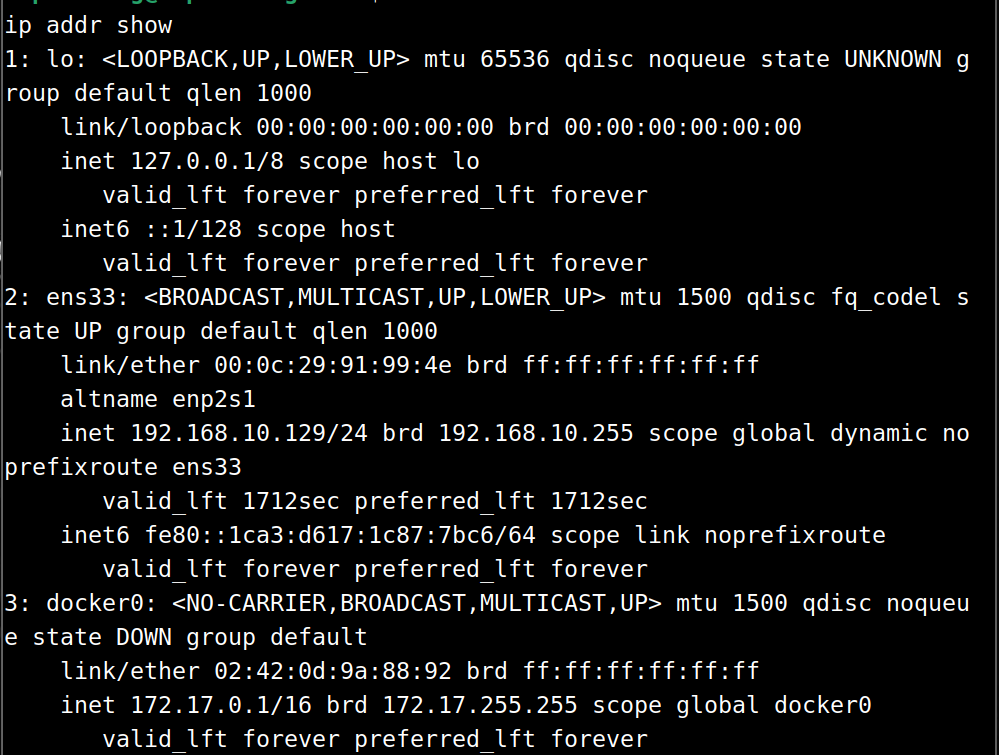 ip addr show
1: lo: <LOOPBACK,UP,LOWER_UP> mtu 65536 qdisc noqueue state UNKNOWN g
roup default qlen 1000
    link/loopback 00:00:00:00:00:00 brd 00:00:00:00:00:00
    inet 127.0.0.1/8 scope host lo
       valid_lft forever preferred_lft forever
    inet6 ::1/128 scope host
       valid_lft forever preferred_lft forever
2: ens33: <BROADCAST,MULTICAST,UP,LOWER_UP> mtu 1500 qdisc fq_codel s
tate UP group default qlen 1000
    link/ether 00:0c:29:91:99:4e brd ff:ff:ff:ff:ff:ff
    altname enp2s1
    inet 192.168.10.129/24 brd 192.168.10.255 scope global dynamic no
prefixroute ens33
       valid_lft 1712sec preferred_lft 1712sec
    inet6 fe80::1ca3:d617:1c87:7bc6/64 scope link noprefixroute
       valid_lft forever preferred_lft forever
3: docker0: <NO-CARRIER,BROADCAST,MULTICAST,UP> mtu 1500 qdisc noqueu
e state DOWN group default
    link/ether 02:42:0d:9a:88:92 brd ff:ff:ff:ff:ff:ff
    inet 172.17.0.1/16 brd 172.17.255.255 scope global docker0
       valid_lft forever preferred_lft forever